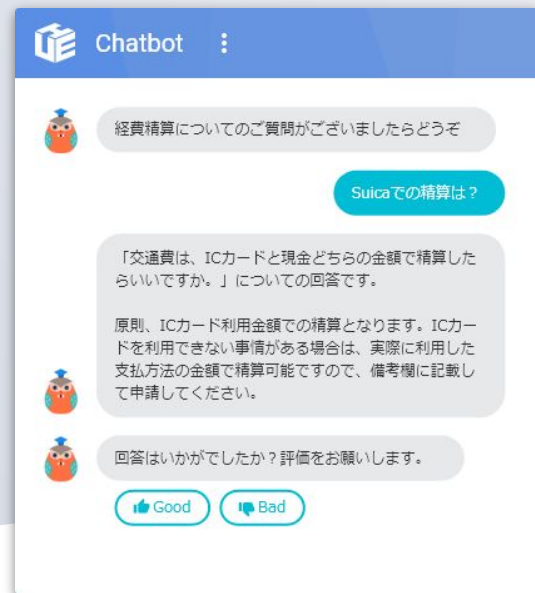 Chatbot
経費精算についてのご質問がございましたらどうぞ
Suicaでの精算は？
「交通費は、ICカードと現金どちらの金額で精算した
らいいですか。」についての回答です。
原則、ICカード利用金額での精算となります。ICカー
ドを利用できない事情がある場合は、実際に利用した
支払方法の金額で精算可能ですので、備考欄に記載し
て申請してください。
回答はいかがでしたか？評価をお願いします。
Good
Bad